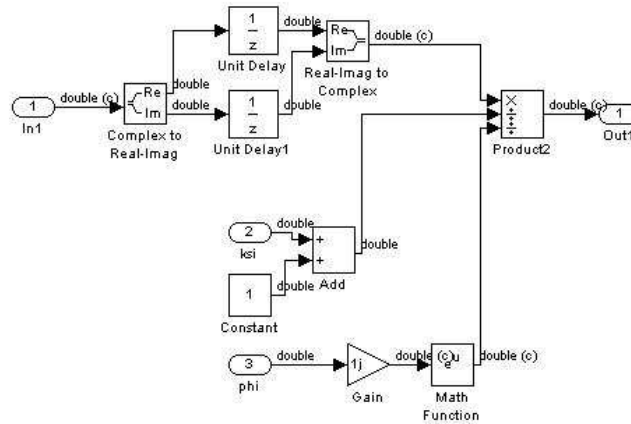 double
1
z
Unit Delay
double
double (c)
Re
Im
Real-Imag to
Complex
1
In1
double (c)
Re
Im
double
double
Complex to
Real-Imag
1
z
Unit Delay1
double
×
÷
÷
Product2
double (c)
1
Out1
2
ksi
double
+
+
Add
double
1
Constant
double
3
phi
double
1j
Gain
double (c)
e^u
Math
Function
double (c)